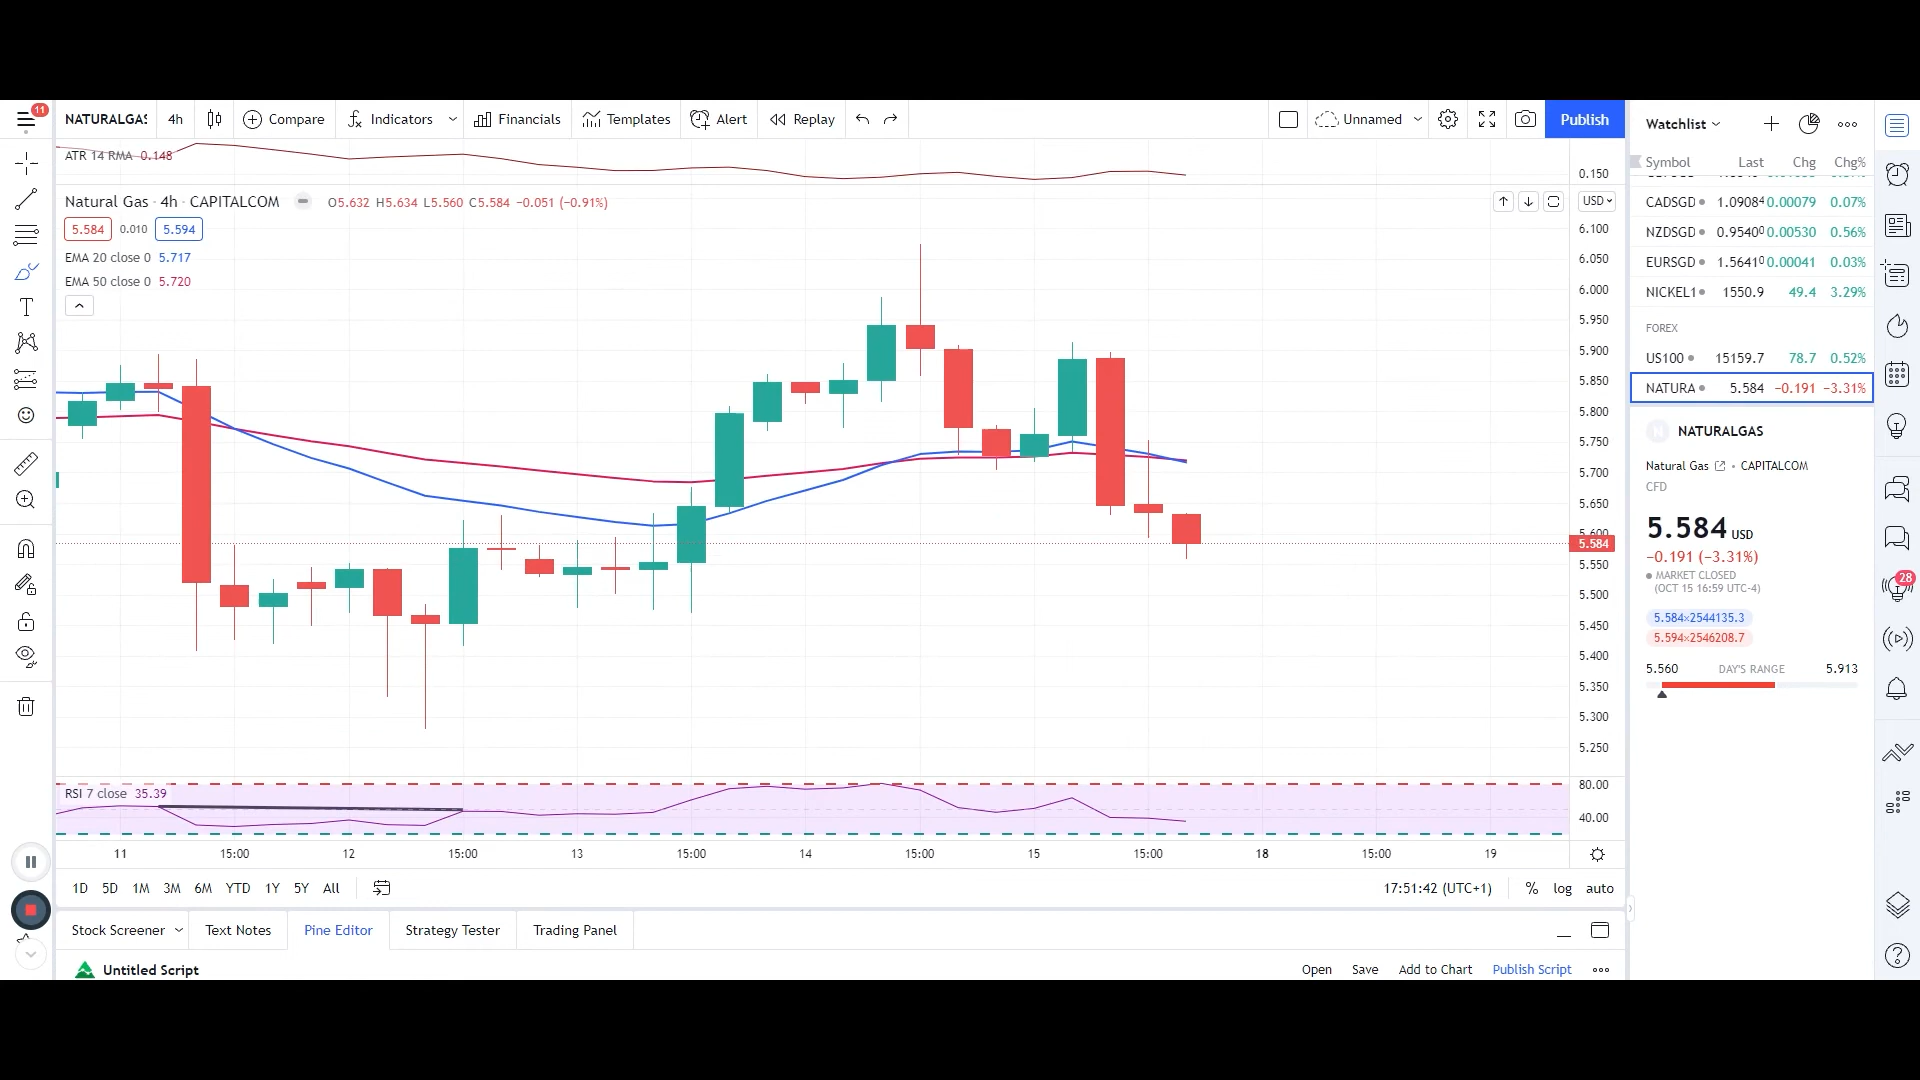 11
NATURALGAS 4h Compare Indicators Financials Templates Alert Replay Unnamed Publish
ATR 14 RMA 0.148
0.150
Natural Gas · 4h · CAPITALCOM O5.632 H5.634 L5.560 C5.584 −0.051 (−0.91%)
USD
5.584 0.010 5.594
EMA 20 close 0 5.717
EMA 50 close 0 5.720
6.100
6.050
6.000
5.950
5.900
5.850
5.800
5.750
5.700
5.650
5.600
5.584
5.550
5.500
5.450
5.400
5.350
5.300
5.250
RSI 7 close 35.39
80.00
40.00
11 15:00 12 15:00 13 15:00 14 15:00 15 15:00 18 15:00 19
1D 5D 1M 3M 6M YTD 1Y 5Y All 17:51:42 (UTC+1) % log auto
Stock Screener Text Notes Pine Editor Strategy Tester Trading Panel
Untitled Script Open Save Add to Chart Publish Script
Watchlist
Symbol Last Chg Chg%
CADSGD 1.09084 0.00079 0.07%
NZDSGD 0.95400 0.00530 0.56%
EURSGD 1.56410 0.00041 0.03%
NICKEL1 1550.9 49.4 3.29%
FOREX
US100 15159.7 78.7 0.52%
NATURA 5.584 −0.191 −3.31%
N NATURALGAS
Natural Gas • CAPITALCOM
CFD
5.584 USD
−0.191 (−3.31%)
MARKET CLOSED
(OCT 15 16:59 UTC-4)
5.584×2544135.3
5.594×2546208.7
5.560 DAY'S RANGE 5.913
28